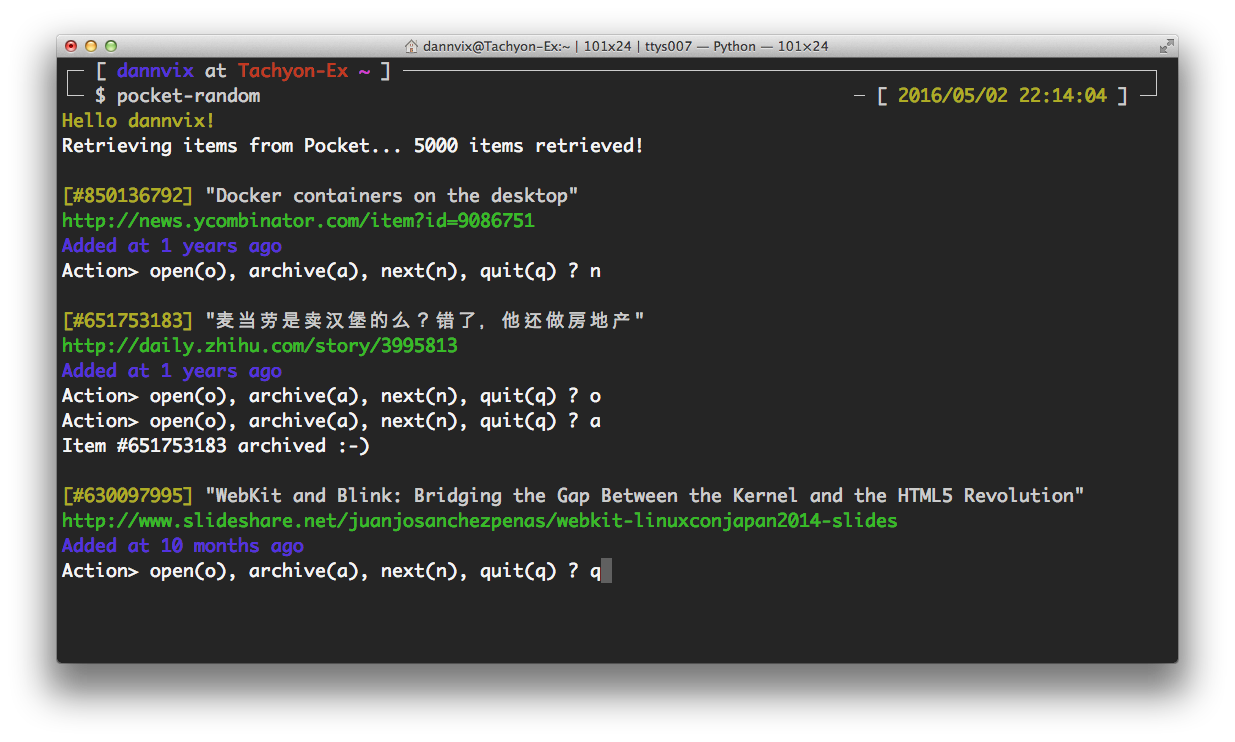 dannvix@Tachyon-Ex:~ | 101x24 | ttys007 — Python — 101×24
[ dannvix at Tachyon-Ex ~ ]
$ pocket-random — [ 2016/05/02 22:14:04 ]
Hello dannvix!
Retrieving items from Pocket... 5000 items retrieved!
[#850136792] "Docker containers on the desktop"
http://news.ycombinator.com/item?id=9086751
Added at 1 years ago
Action> open(o), archive(a), next(n), quit(q) ? n
[#651753183] "麦当劳是卖汉堡的么？错了，他还做房地产"
http://daily.zhihu.com/story/3995813
Added at 1 years ago
Action> open(o), archive(a), next(n), quit(q) ? o
Action> open(o), archive(a), next(n), quit(q) ? a
Item #651753183 archived :-)
[#630097995] "WebKit and Blink: Bridging the Gap Between the Kernel and the HTML5 Revolution"
http://www.slideshare.net/juanjosanchezpenas/webkit-linuxconjapan2014-slides
Added at 10 months ago
Action> open(o), archive(a), next(n), quit(q) ? q